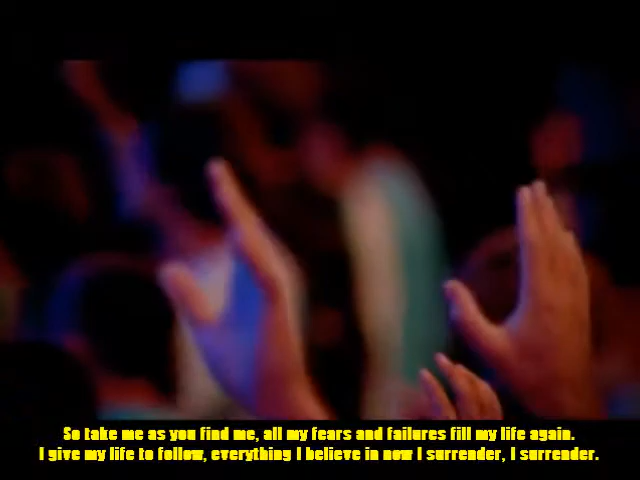 So take me as you find me, all my fears and failures fill my life again.
I give my life to follow, everything I believe in now I surrender, I surrender.